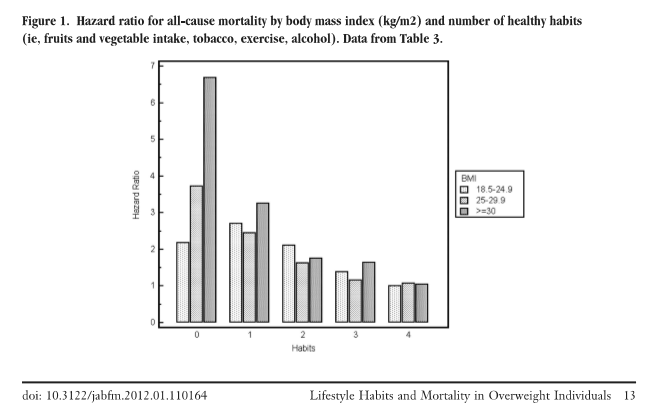 Figure 1. Hazard ratio for all-cause mortality by body mass index (kg/m2) and number of healthy habits
(ie, fruits and vegetable intake, tobacco, exercise, alcohol). Data from Table 3.
7
6
5
4
3
2
1
0
Hazard Ratio
0 1 2 3 4
Habits
BMI
18.5-24.9
25-29.9
>=30
doi: 10.3122/jabfm.2012.01.110164 Lifestyle Habits and Mortality in Overweight Individuals 13